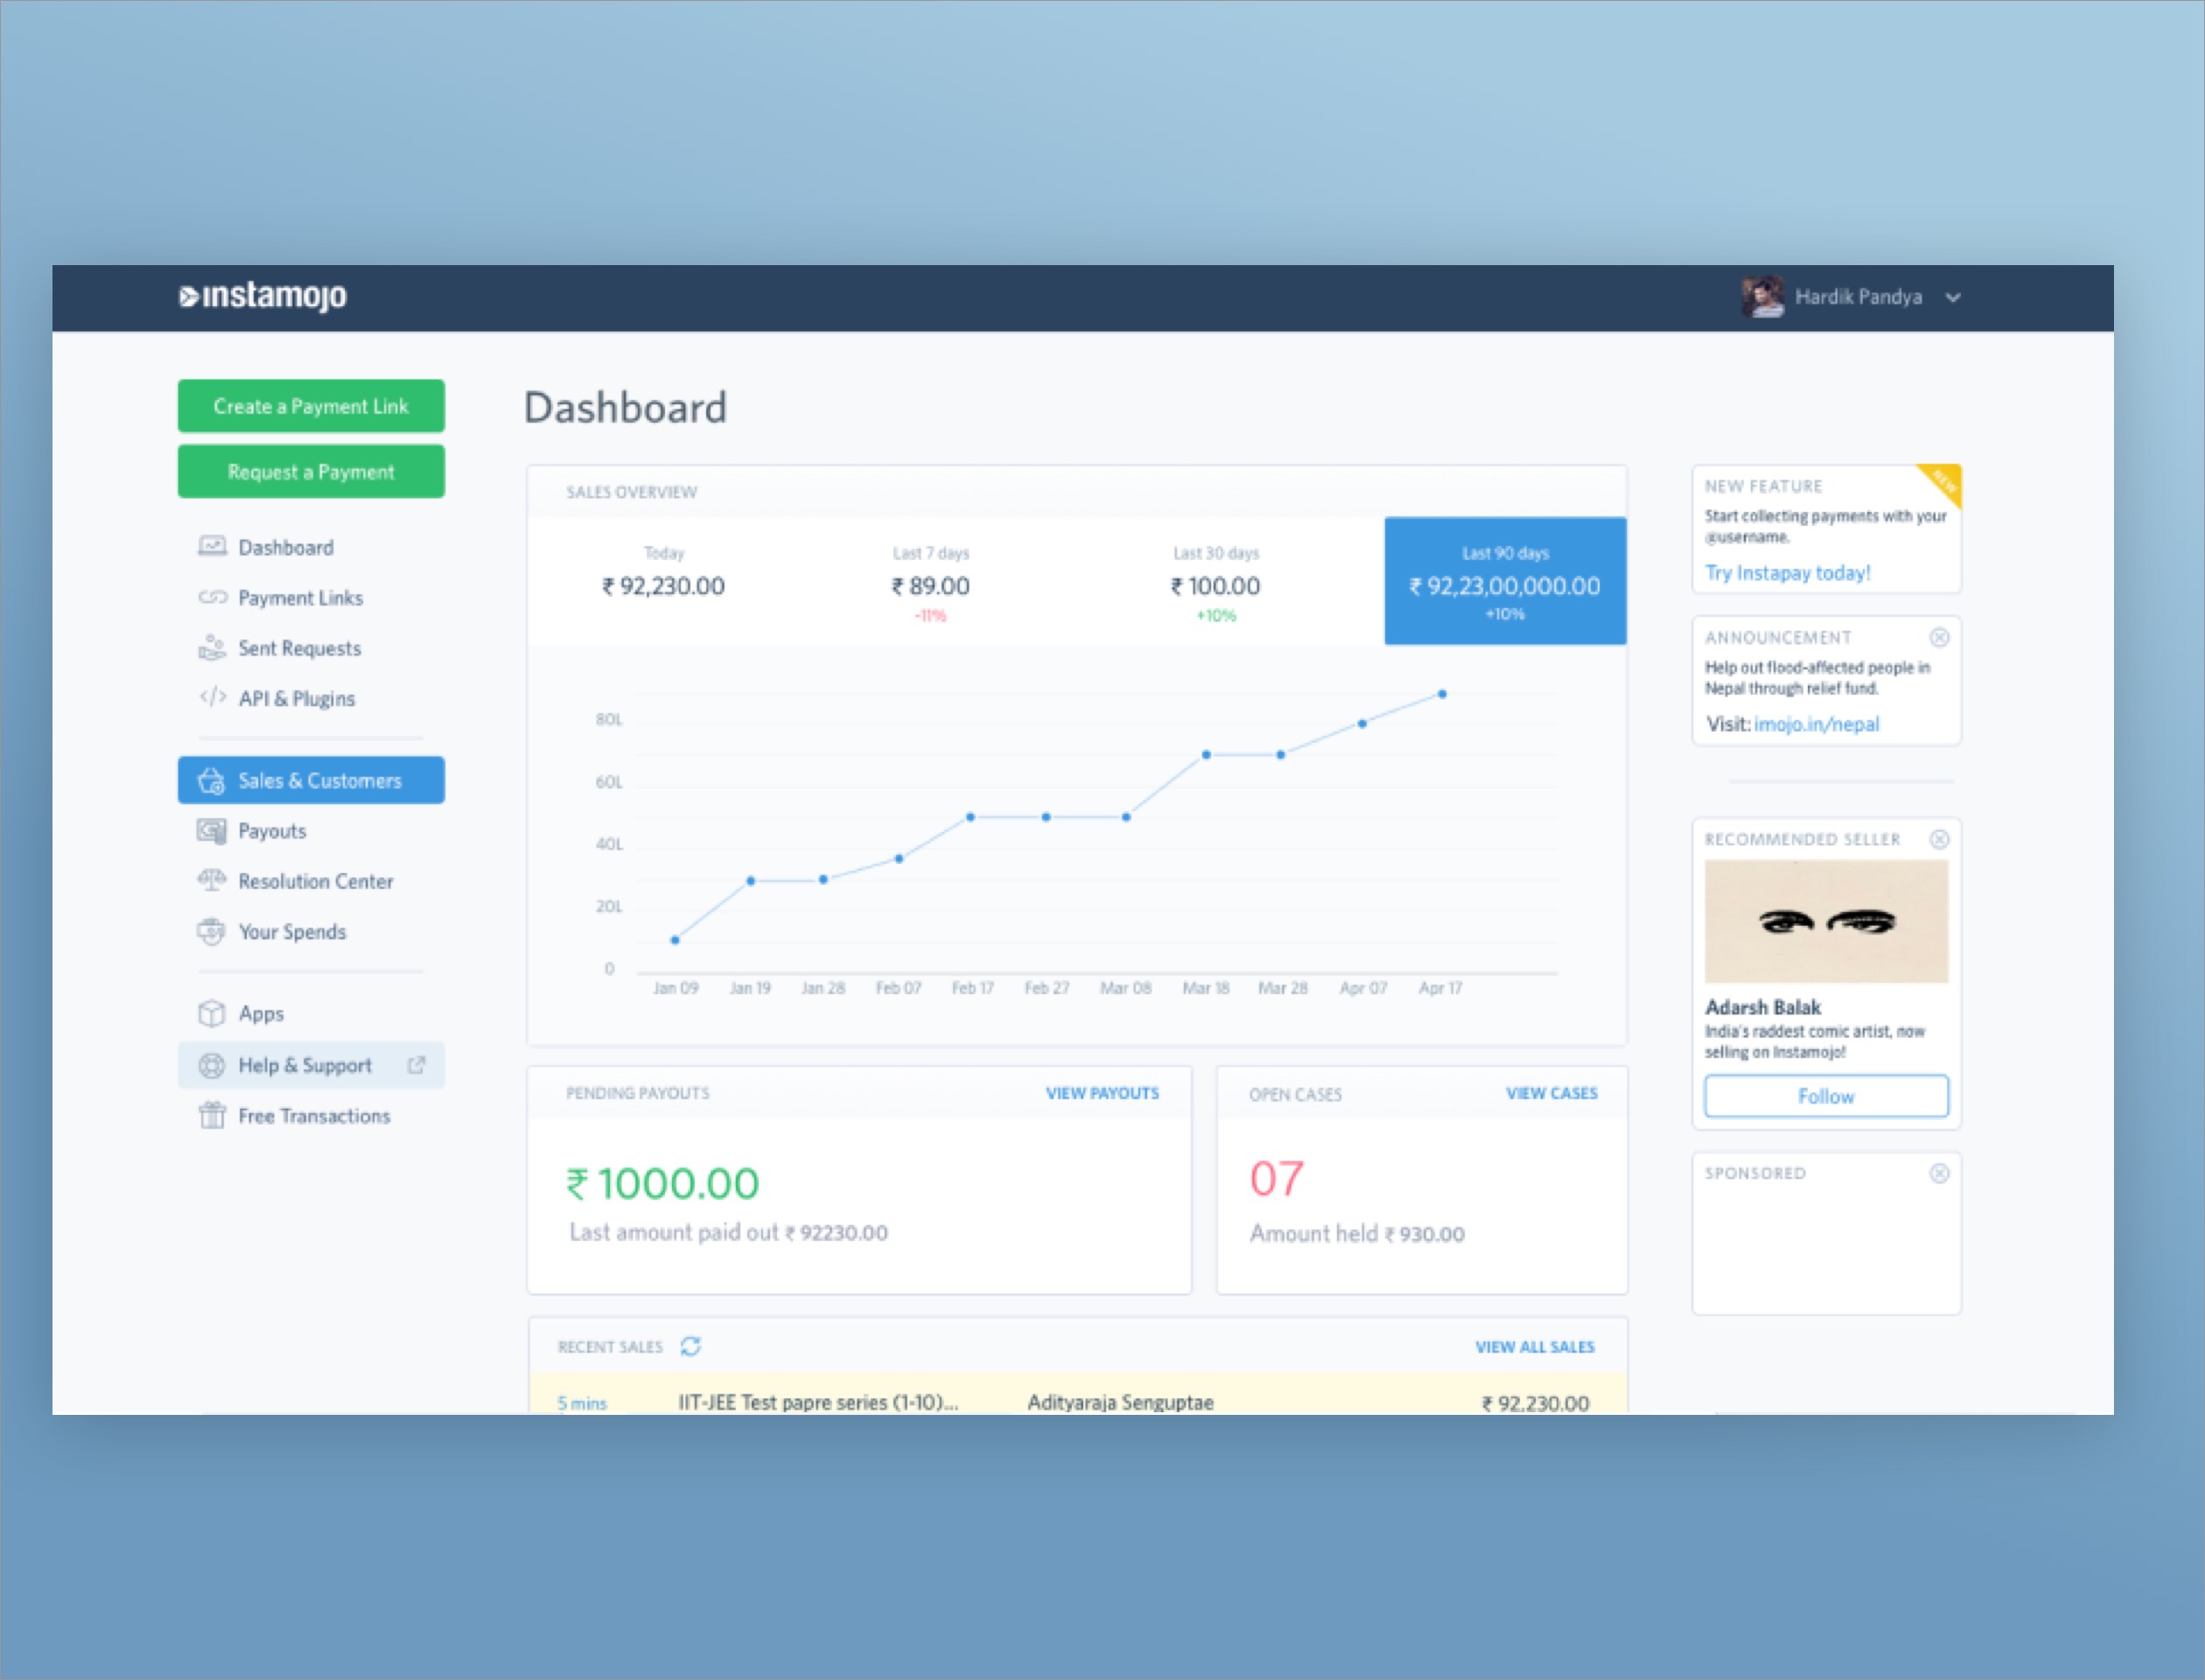 instamojo
Hardik Pandya
Create a Payment Link
Request a Payment
Dashboard
Payment Links
Sent Requests
API & Plugins
Sales & Customers
Payouts
Resolution Center
Your Spends
Apps
Help & Support
Free Transactions
Dashboard
SALES OVERVIEW
Today
₹ 92,230.00
Last 7 days
₹ 89.00
-11%
Last 30 days
₹ 100.00
+10%
Last 90 days
₹ 92,23,00,000.00
+10%
80L
60L
40L
20L
0
Jan 09 Jan 19 Jan 28 Feb 07 Feb 17 Feb 27 Mar 08 Mar 18 Mar 28 Apr 07 Apr 17
PENDING PAYOUTS VIEW PAYOUTS
₹ 1000.00
Last amount paid out ₹ 92230.00
OPEN CASES VIEW CASES
07
Amount held ₹ 930.00
RECENT SALES VIEW ALL SALES
5 mins IIT-JEE Test papre series (1-10)... Adityaraja Senguptae ₹ 92,230.00
NEW FEATURE
NEW
Start collecting payments with your
@username.
Try Instapay today!
ANNOUNCEMENT
Help out flood-affected people in
Nepal through relief fund.
Visit: imojo.in/nepal
RECOMMENDED SELLER
Adarsh Balak
India's raddest comic artist, now
selling on Instamojo!
Follow
SPONSORED